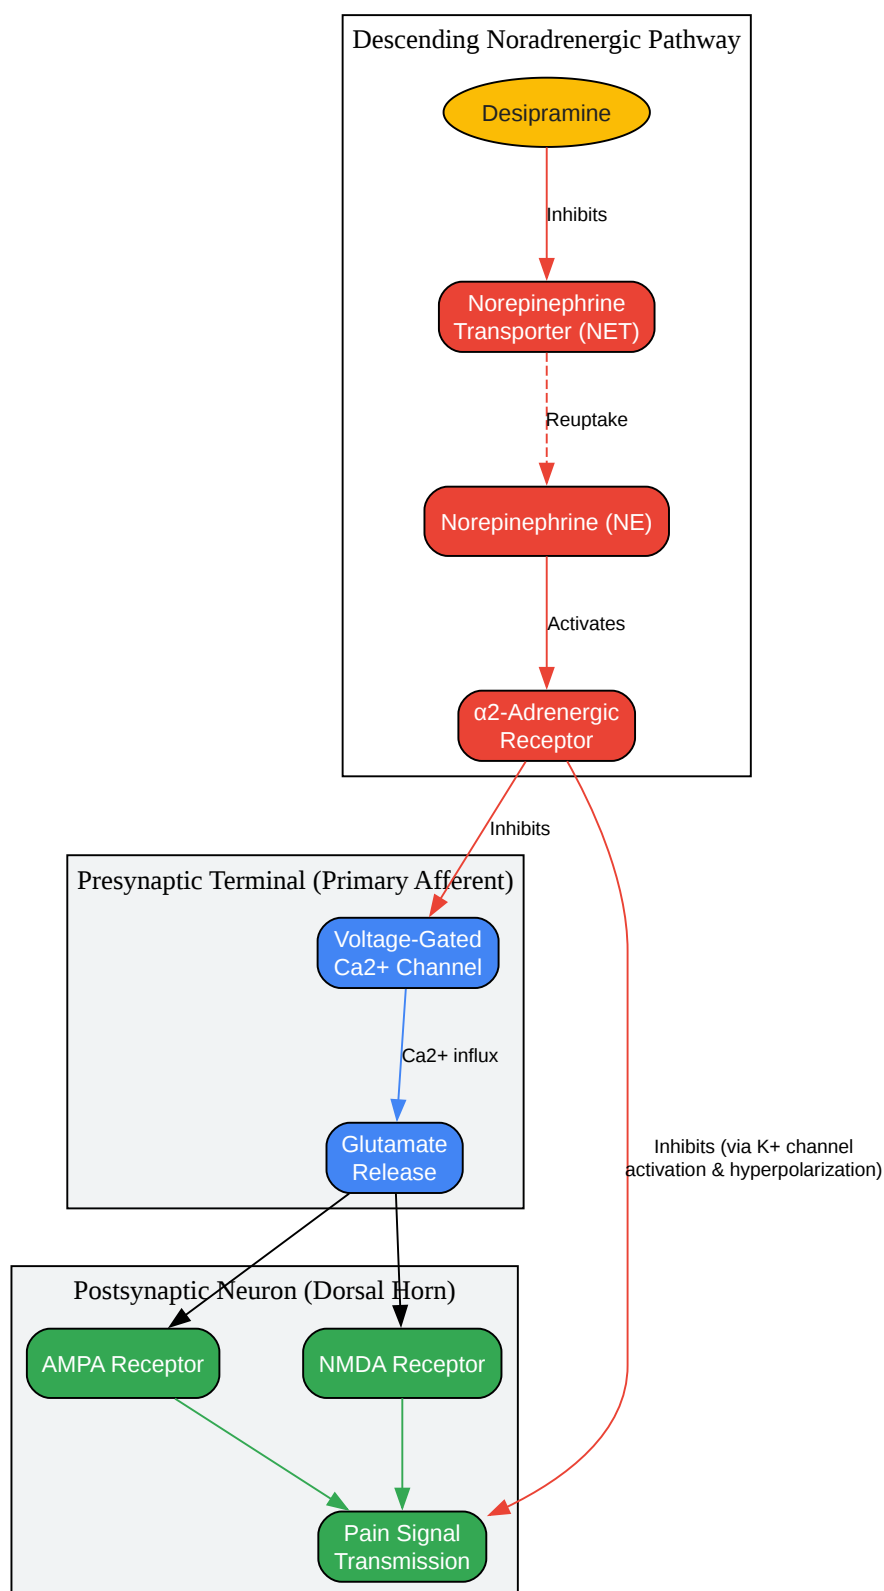 Descending Noradrenergic Pathway
Desipramine
Inhibits
Norepinephrine
Transporter (NET)
Reuptake
Norepinephrine (NE)
Activates
α2-Adrenergic
Receptor
Inhibits
Presynaptic Terminal (Primary Afferent)
Voltage-Gated
Ca2+ Channel
Ca2+ influx
Glutamate
Release
Inhibits (via K+ channel
activation & hyperpolarization)
Postsynaptic Neuron (Dorsal Horn)
AMPA Receptor
NMDA Receptor
Pain Signal
Transmission